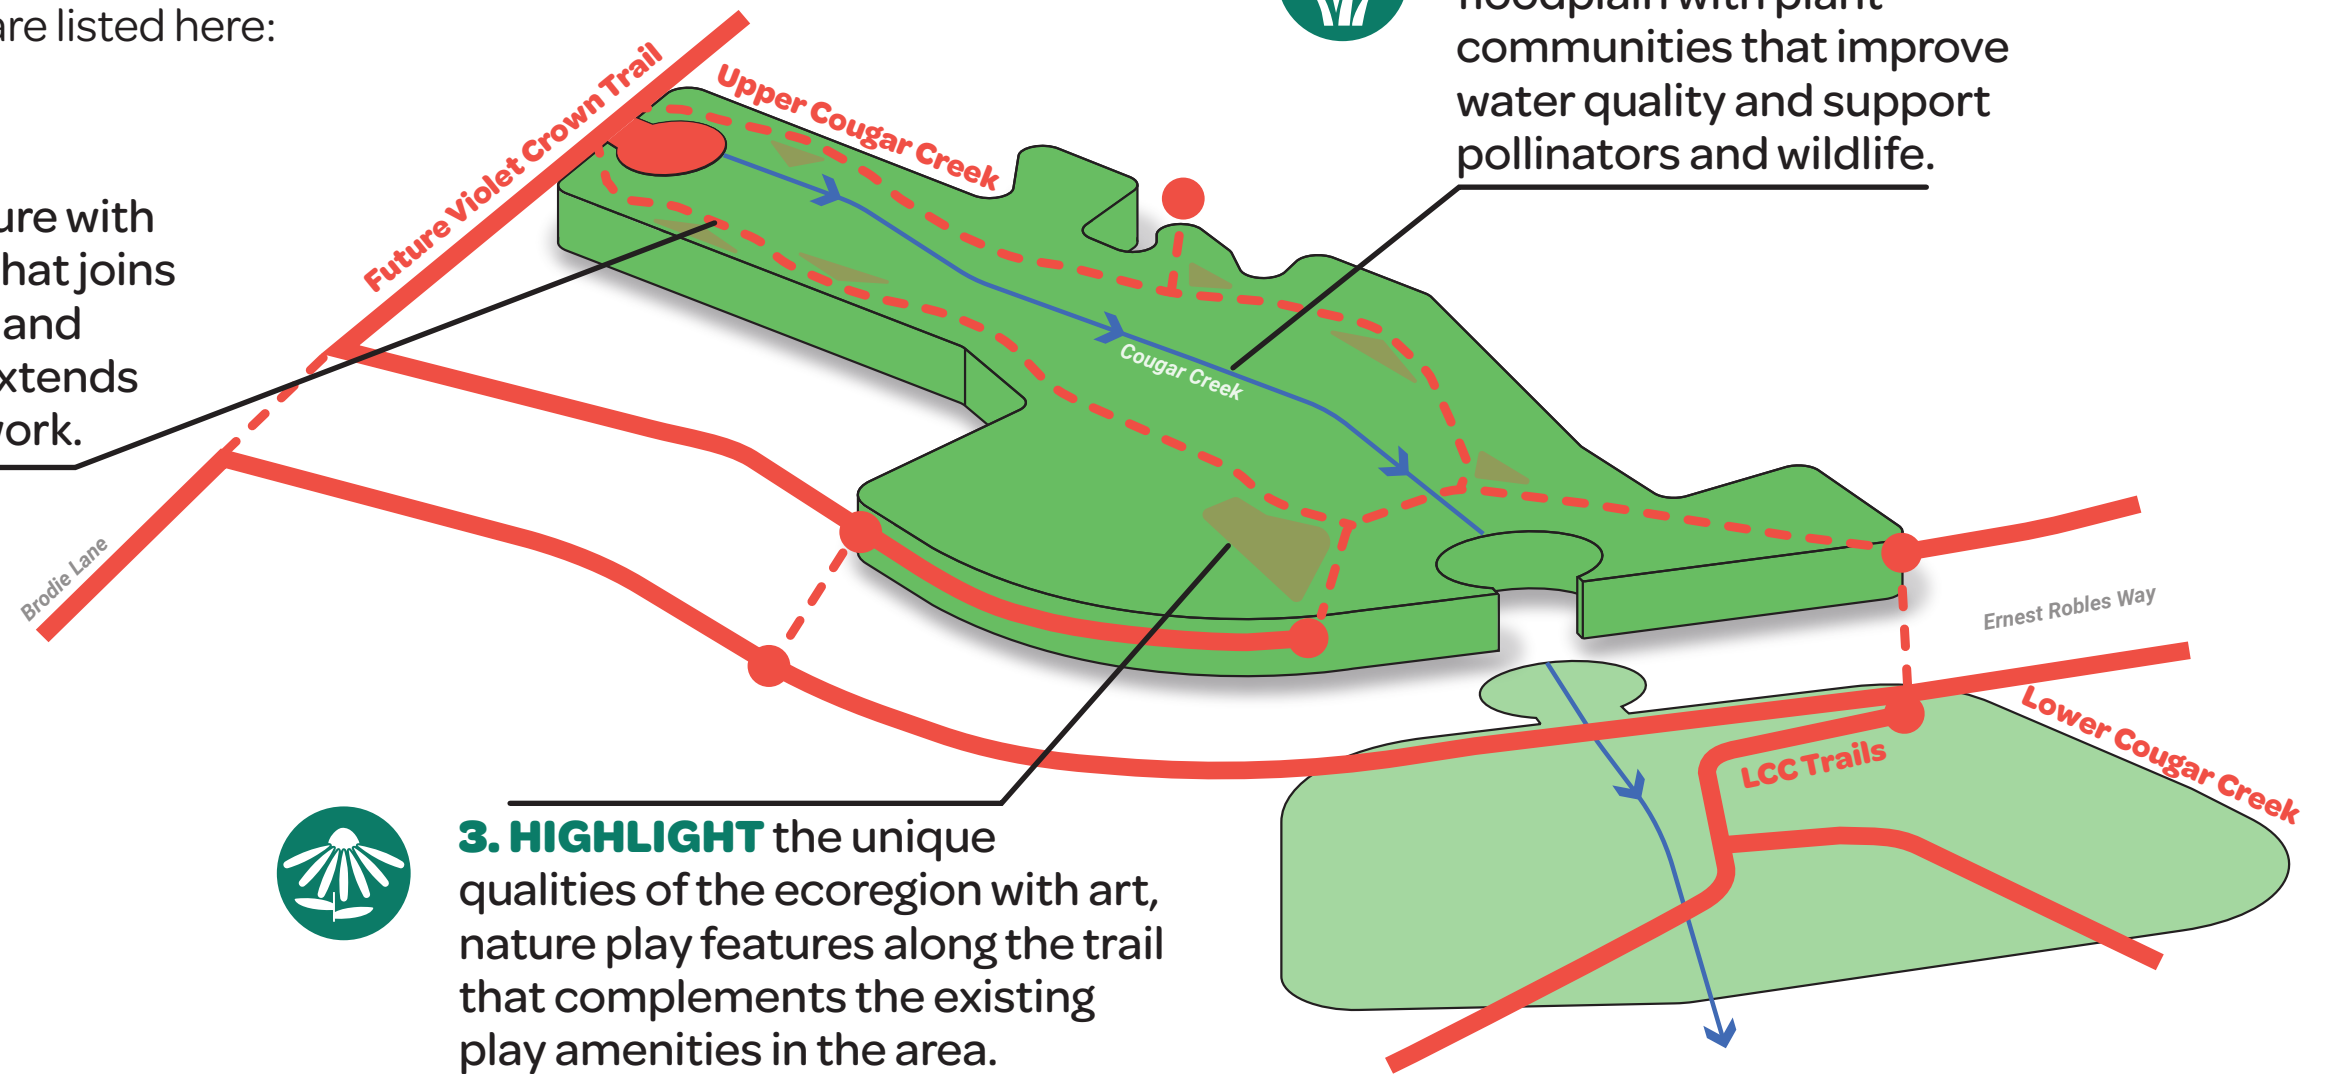 are listed here:
ure with
hat joins
and
xtends
work.
Future Violet Crown Trail
Upper Cougar Creek
communities that improve
water quality and support
pollinators and wildlife.
Cougar Creek
Brodie Lane
Ernest Robles Way
Lower Cougar Creek
LCC Trails
3. HIGHLIGHT the unique
qualities of the ecoregion with art,
nature play features along the trail
that complements the existing
play amenities in the area.